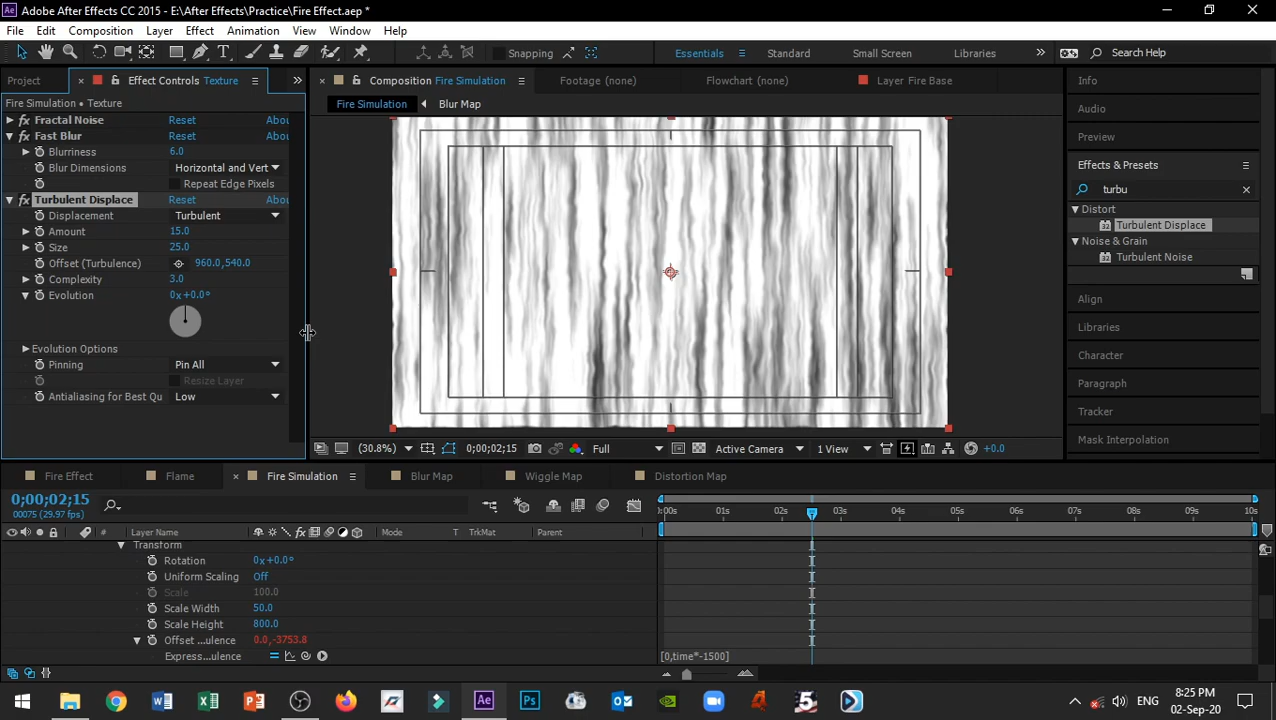 Adobe After Effects CC 2015 - E:\After Effects\Practice\Fire Effect.aep *
File Edit Composition Layer Effect Animation View Window Help
Snapping Essentials Standard Small Screen Libraries Search Help
Project Effect Controls Texture Composition Fire Simulation Footage (none) Flowchart (none) Layer Fire Base Info
Fire Simulation • Texture Fire Simulation Blur Map Audio
Fractal Noise Reset Abou
Fast Blur Reset Abou Preview
Blurriness 6.0
Blur Dimensions Horizontal and Vert Effects & Presets
Repeat Edge Pixels turbu
Turbulent Displace Reset Abou
Displacement Turbulent Distort
Amount 15.0 Turbulent Displace
Size 25.0 Noise & Grain
Offset (Turbulence) 960.0,540.0 Turbulent Noise
Complexity 3.0
Evolution 0x+0.0° Align
Libraries
Evolution Options Character
Pinning Pin All
Resize Layer Paragraph
Antialiasing for Best Qu Low Tracker
Mask Interpolation
(30.8%) 0;00;02;15 Full Active Camera 1 View +0.0
Fire Effect Flame Fire Simulation Blur Map Wiggle Map Distortion Map
0;00;02;15
00075 (29.97 fps) :00s 01s 02s 03s 04s 05s 06s 07s 08s 09s 10s
# Layer Name Mode T TrkMat Parent
Transform
Rotation 0x+0.0°
Uniform Scaling Off
Scale 100.0
Scale Width 50.0
Scale Height 800.0
Offset ...ulence 0.0,-3753.8
Express...ulence [0,time*-1500]
ENG 8:25 PM
02-Sep-20